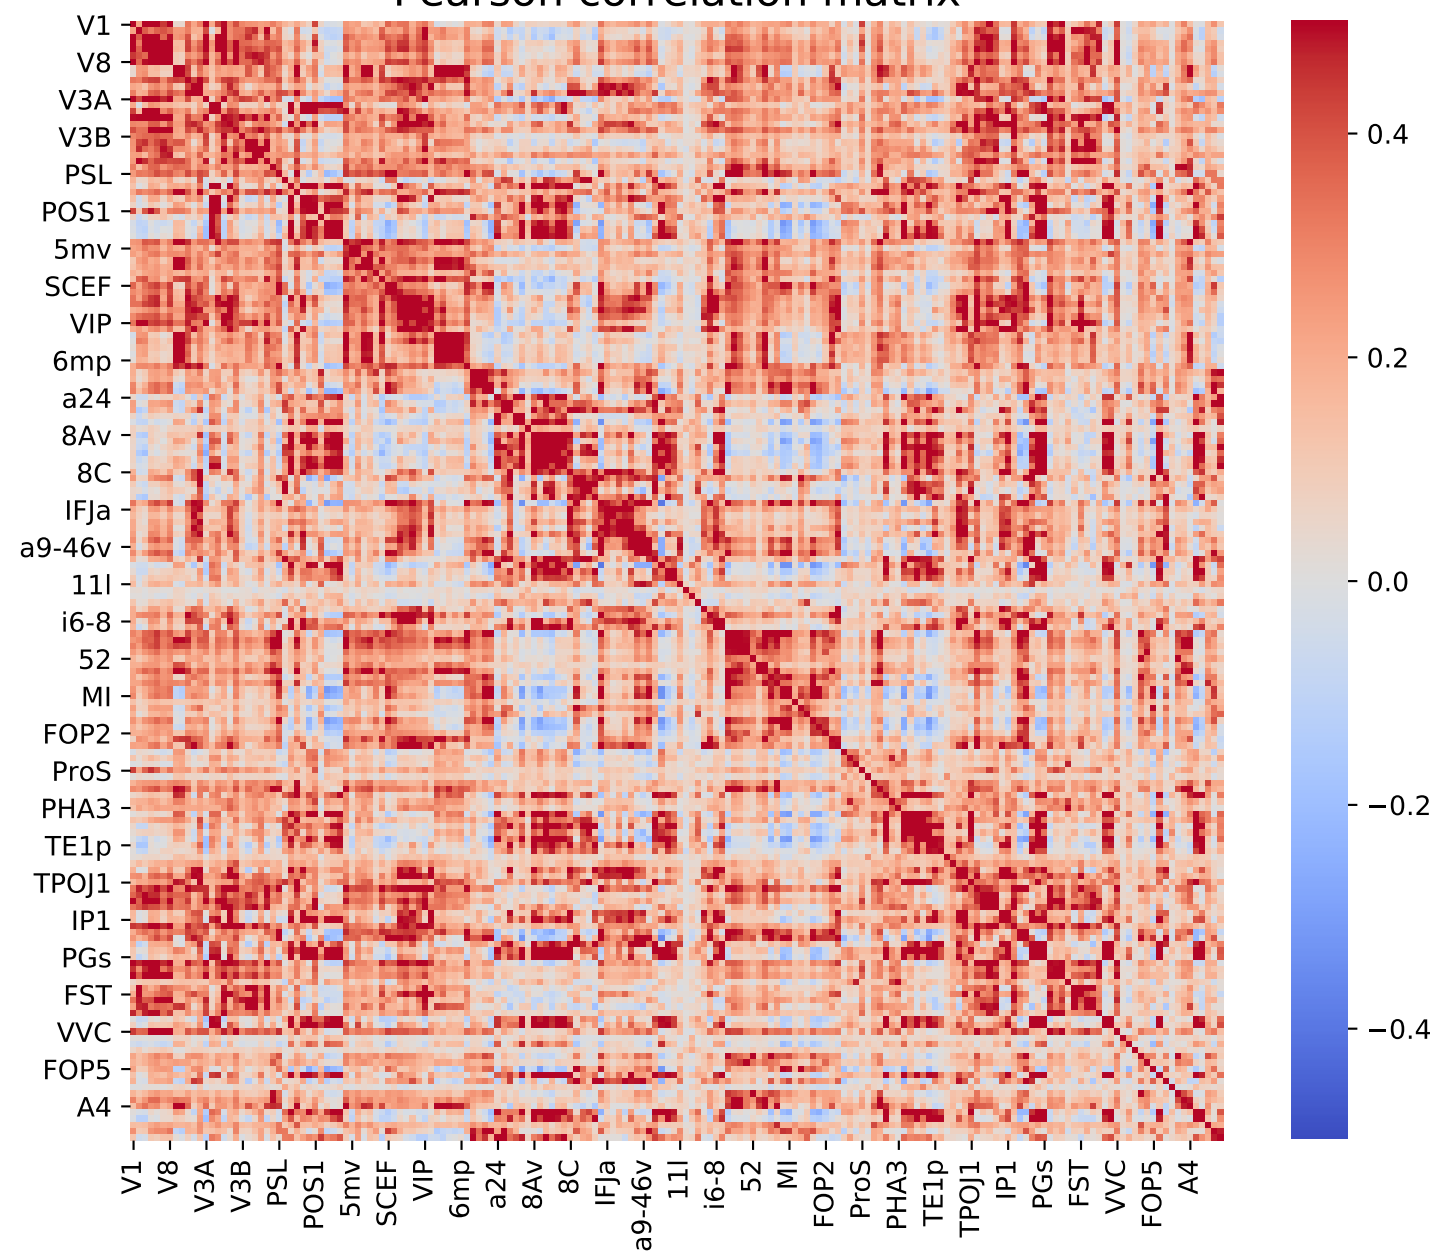 Pearson correlation matrix
V1
V8
V3A
V3B
PSL
POS1
5mv
SCEF
VIP
6mp
a24
8Av
8C
IFJa
a9-46v
11l
i6-8
52
MI
FOP2
ProS
PHA3
TE1p
TPOJ1
IP1
PGs
FST
VVC
FOP5
A4
V1
V8
V3A
V3B
PSL
POS1
5mv
SCEF
VIP
6mp
a24
8Av
8C
IFJa
a9-46v
11l
i6-8
52
MI
FOP2
ProS
PHA3
TE1p
TPOJ1
IP1
PGs
FST
VVC
FOP5
A4
0.4
0.2
0.0
−0.2
−0.4